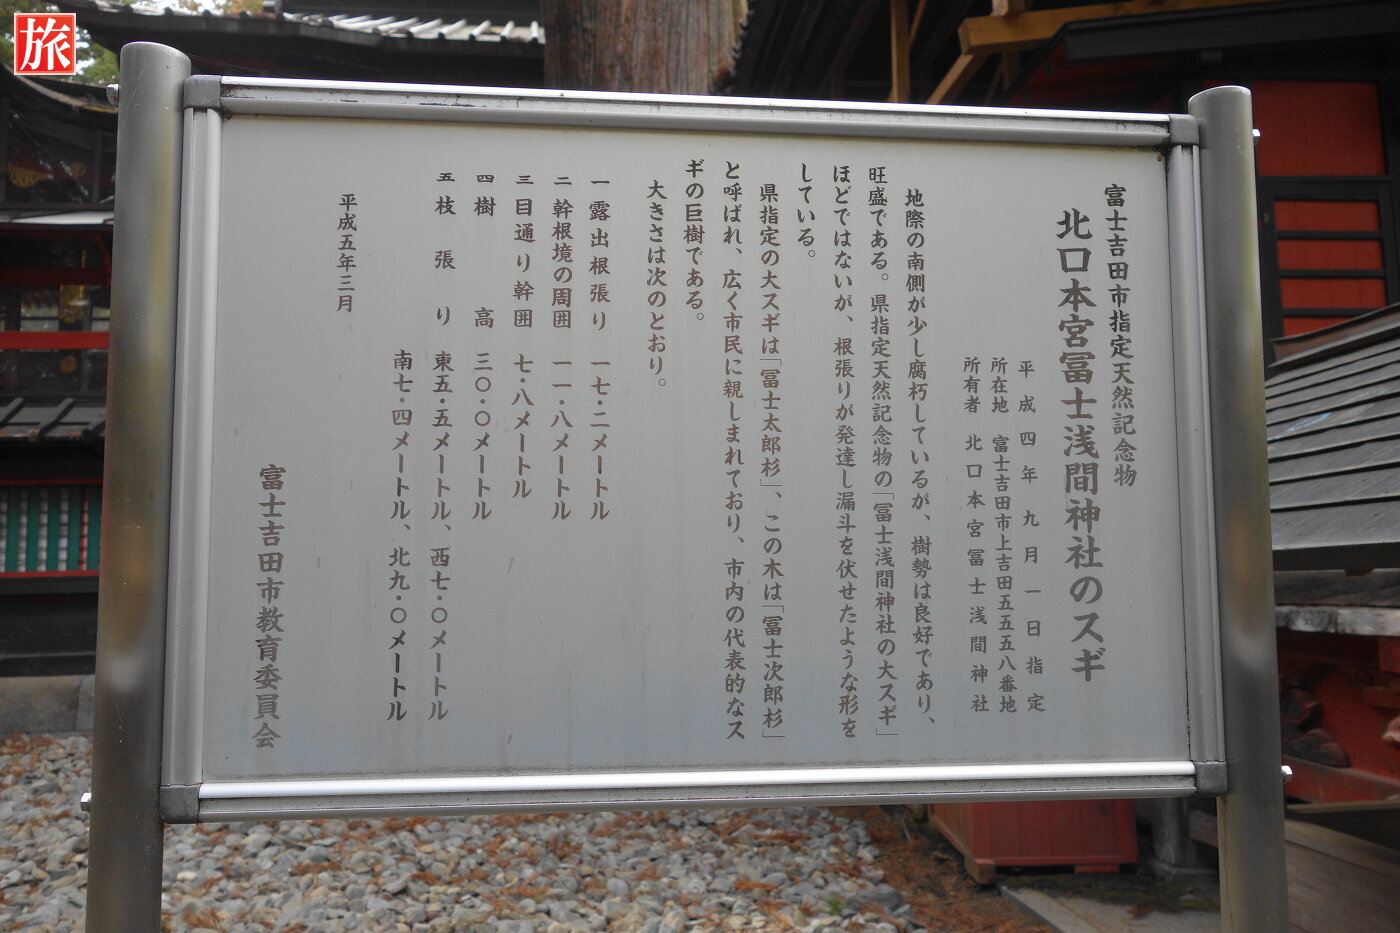 旅
富士吉田市指定天然記念物
北口本宮冨士浅間神社のスギ
平成四年九月一日指定
所在地 富士吉田市上吉田五五五八番地
所有者 北口本宮冨士浅間神社
地際の南側が少し腐朽しているが、樹勢は良好であり、
旺盛である。県指定天然記念物の「冨士浅間神社の大スギ」
ほどではないが、根張りが発達し漏斗を伏せたような形を
している。
県指定の大スギは「冨士太郎杉」、この木は「冨士次郎杉」
と呼ばれ、広く市民に親しまれており、市内の代表的なス
ギの巨樹である。
大きさは次のとおり。
一 露出根張り 一七・二メートル
二 幹根境の周囲 一一・八メートル
三 目通り幹囲 七・八メートル
四 樹高 三〇・〇メートル
五 枝張り 東五・五メートル、西七・〇メートル
南七・四メートル、北九・〇メートル
平成五年三月
富士吉田市教育委員会